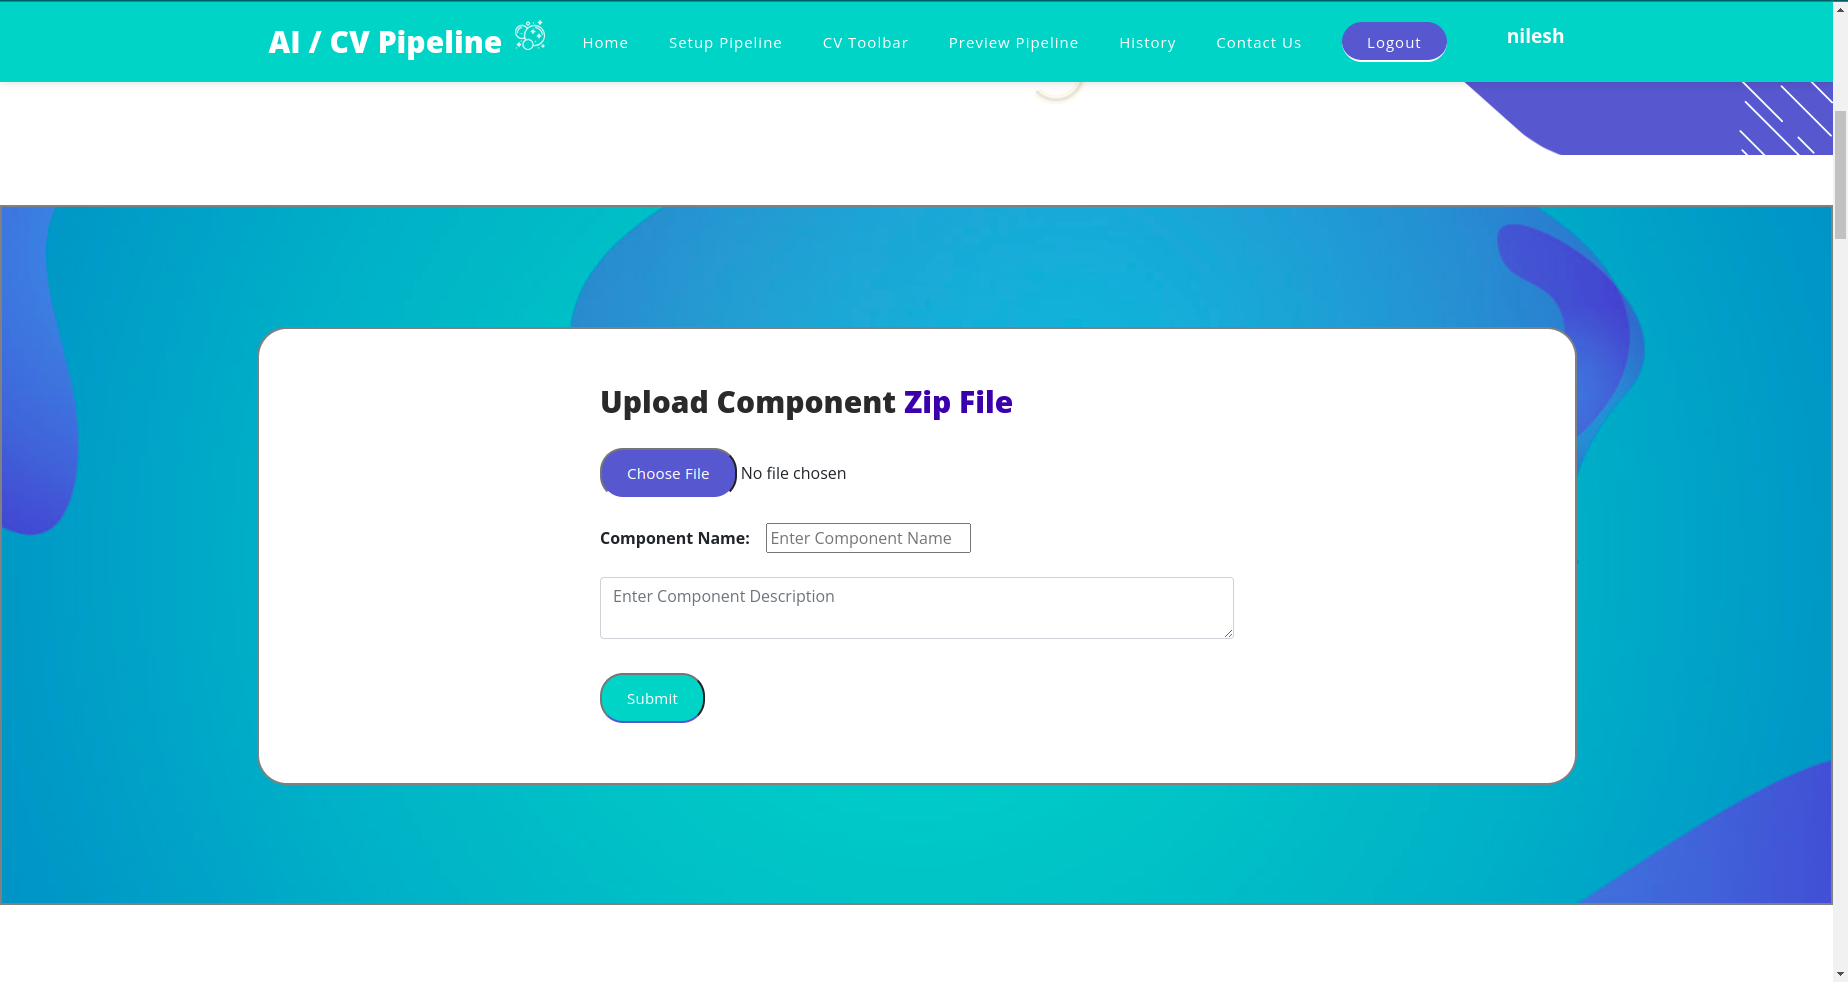 AI / CV Pipeline Home Setup Pipeline CV Toolbar Preview Pipeline History Contact Us Logout nilesh
Upload Component Zip File
Choose File No file chosen
Component Name: Enter Component Name
Enter Component Description
Submit